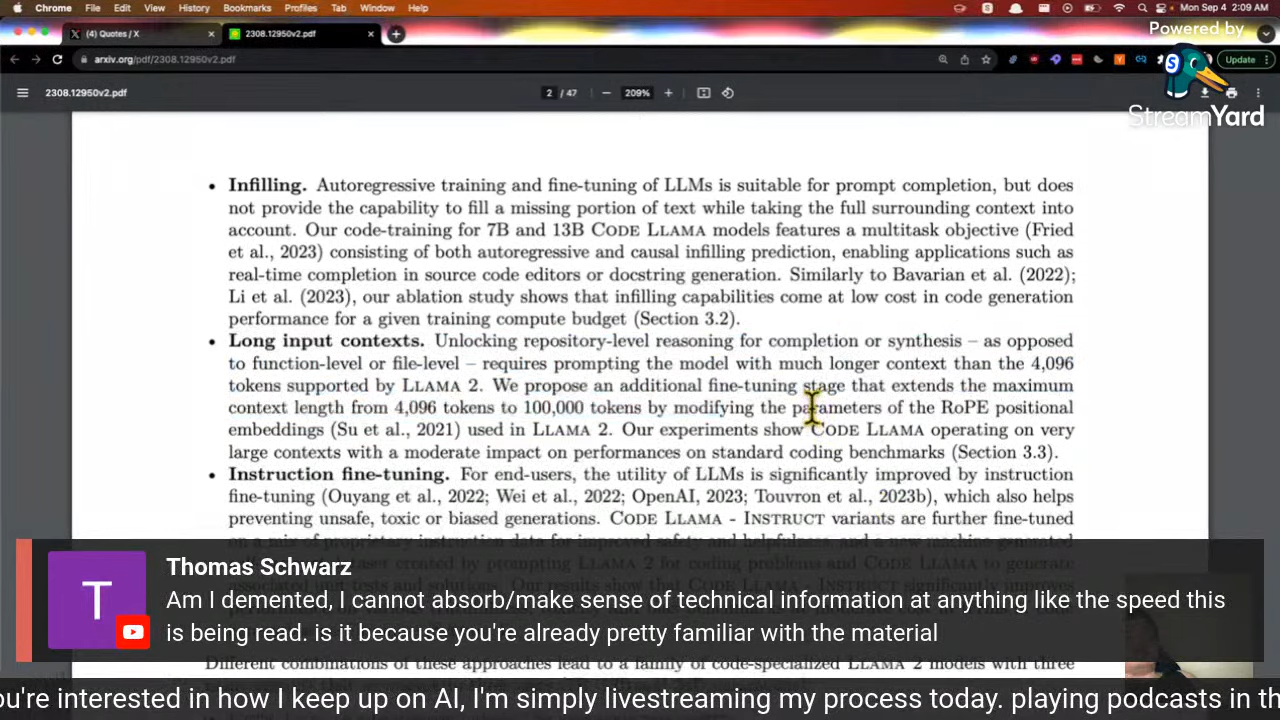 Chrome File Edit View History Bookmarks Profiles Tab Window Help Mon Sep 4 2:09 AM
(4) Quotes / X 2308.12950v2.pdf
Powered by
arxiv.org/pdf/2308.12950v2.pdf Update
StreamYard
2308.12950v2.pdf 2 / 47 209%
• Infilling. Autoregressive training and fine-tuning of LLMs is suitable for prompt completion, but does
not provide the capability to fill a missing portion of text while taking the full surrounding context into
account. Our code-training for 7B and 13B CODE LLAMA models features a multitask objective (Fried
et al., 2023) consisting of both autoregressive and causal infilling prediction, enabling applications such as
real-time completion in source code editors or docstring generation. Similarly to Bavarian et al. (2022);
Li et al. (2023), our ablation study shows that infilling capabilities come at low cost in code generation
performance for a given training compute budget (Section 3.2).
• Long input contexts. Unlocking repository-level reasoning for completion or synthesis – as opposed
to function-level or file-level – requires prompting the model with much longer context than the 4,096
tokens supported by LLAMA 2. We propose an additional fine-tuning stage that extends the maximum
context length from 4,096 tokens to 100,000 tokens by modifying the parameters of the RoPE positional
embeddings (Su et al., 2021) used in LLAMA 2. Our experiments show CODE LLAMA operating on very
large contexts with a moderate impact on performances on standard coding benchmarks (Section 3.3).
• Instruction fine-tuning. For end-users, the utility of LLMs is significantly improved by instruction
fine-tuning (Ouyang et al., 2022; Wei et al., 2022; OpenAI, 2023; Touvron et al., 2023b), which also helps
preventing unsafe, toxic or biased generations. CODE LLAMA - INSTRUCT variants are further fine-tuned
on a mix of proprietary instruction data for improved safety and helpfulness, and a new machine-generated
T
Thomas Schwarz
Am I demented, I cannot absorb/make sense of technical information at anything like the speed this
is being read. is it because you're already pretty familiar with the material
Different combinations of these approaches lead to a family of code-specialized LLAMA 2 models with three
ou're interested in how I keep up on AI, I'm simply livestreaming my process today. playing podcasts in th